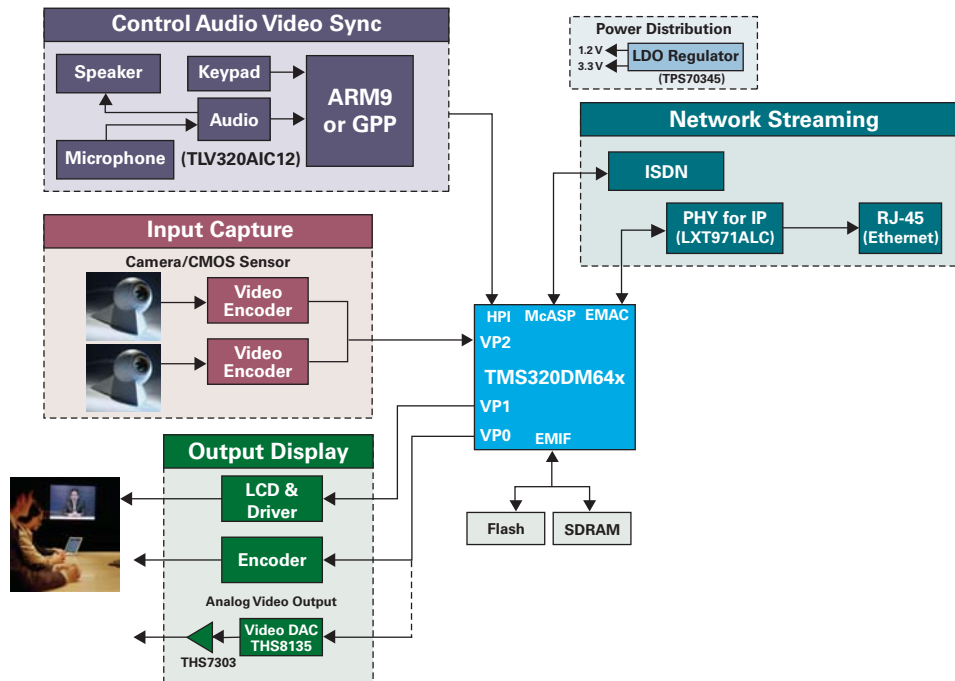 Control Audio Video Sync
Speaker
Keypad
Audio
Microphone
(TLV320AIC12)
ARM9
or GPP
Power Distribution
1.2 V
3.3 V
LDO Regulator
(TPS70345)
Network Streaming
ISDN
PHY for IP
(LXT971ALC)
RJ-45
(Ethernet)
Input Capture
Camera/CMOS Sensor
Video
Encoder
Video
Encoder
HPI McASP EMAC
VP2
TMS320DM64x
VP1
VP0
EMIF
Flash
SDRAM
Output Display
LCD &
Driver
Encoder
Analog Video Output
Video DAC
THS8135
THS7303